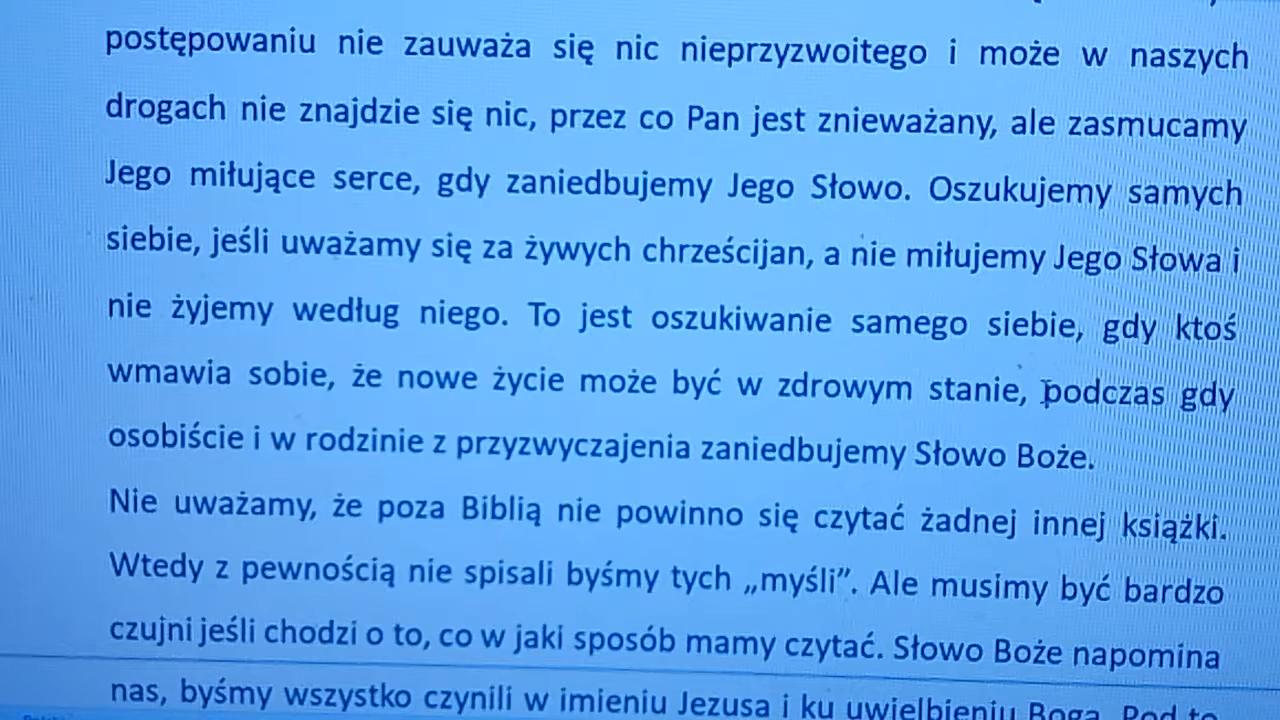 postępowaniu nie zauważa się nic nieprzyzwoitego i może w naszych
drogach nie znajdzie się nic, przez co Pan jest znieważany, ale zasmucamy
Jego miłujące serce, gdy zaniedbujemy Jego Słowo. Oszukujemy samych
siebie, jeśli uważamy się za żywych chrześcijan, a nie miłujemy Jego Słowa i
nie żyjemy według niego. To jest oszukiwanie samego siebie, gdy ktoś
wmawia sobie, że nowe życie może być w zdrowym stanie, podczas gdy
osobiście i w rodzinie z przyzwyczajenia zaniedbujemy Słowo Boże.
Nie uważamy, że poza Biblią nie powinno się czytać żadnej innej książki.
Wtedy z pewnością nie spisali byśmy tych „myśli”. Ale musimy być bardzo
czujni jeśli chodzi o to, co w jaki sposób mamy czytać. Słowo Boże napomina
nas, byśmy wszystko czynili w imieniu Jezusa i ku uwielbieniu Boga. Pod to